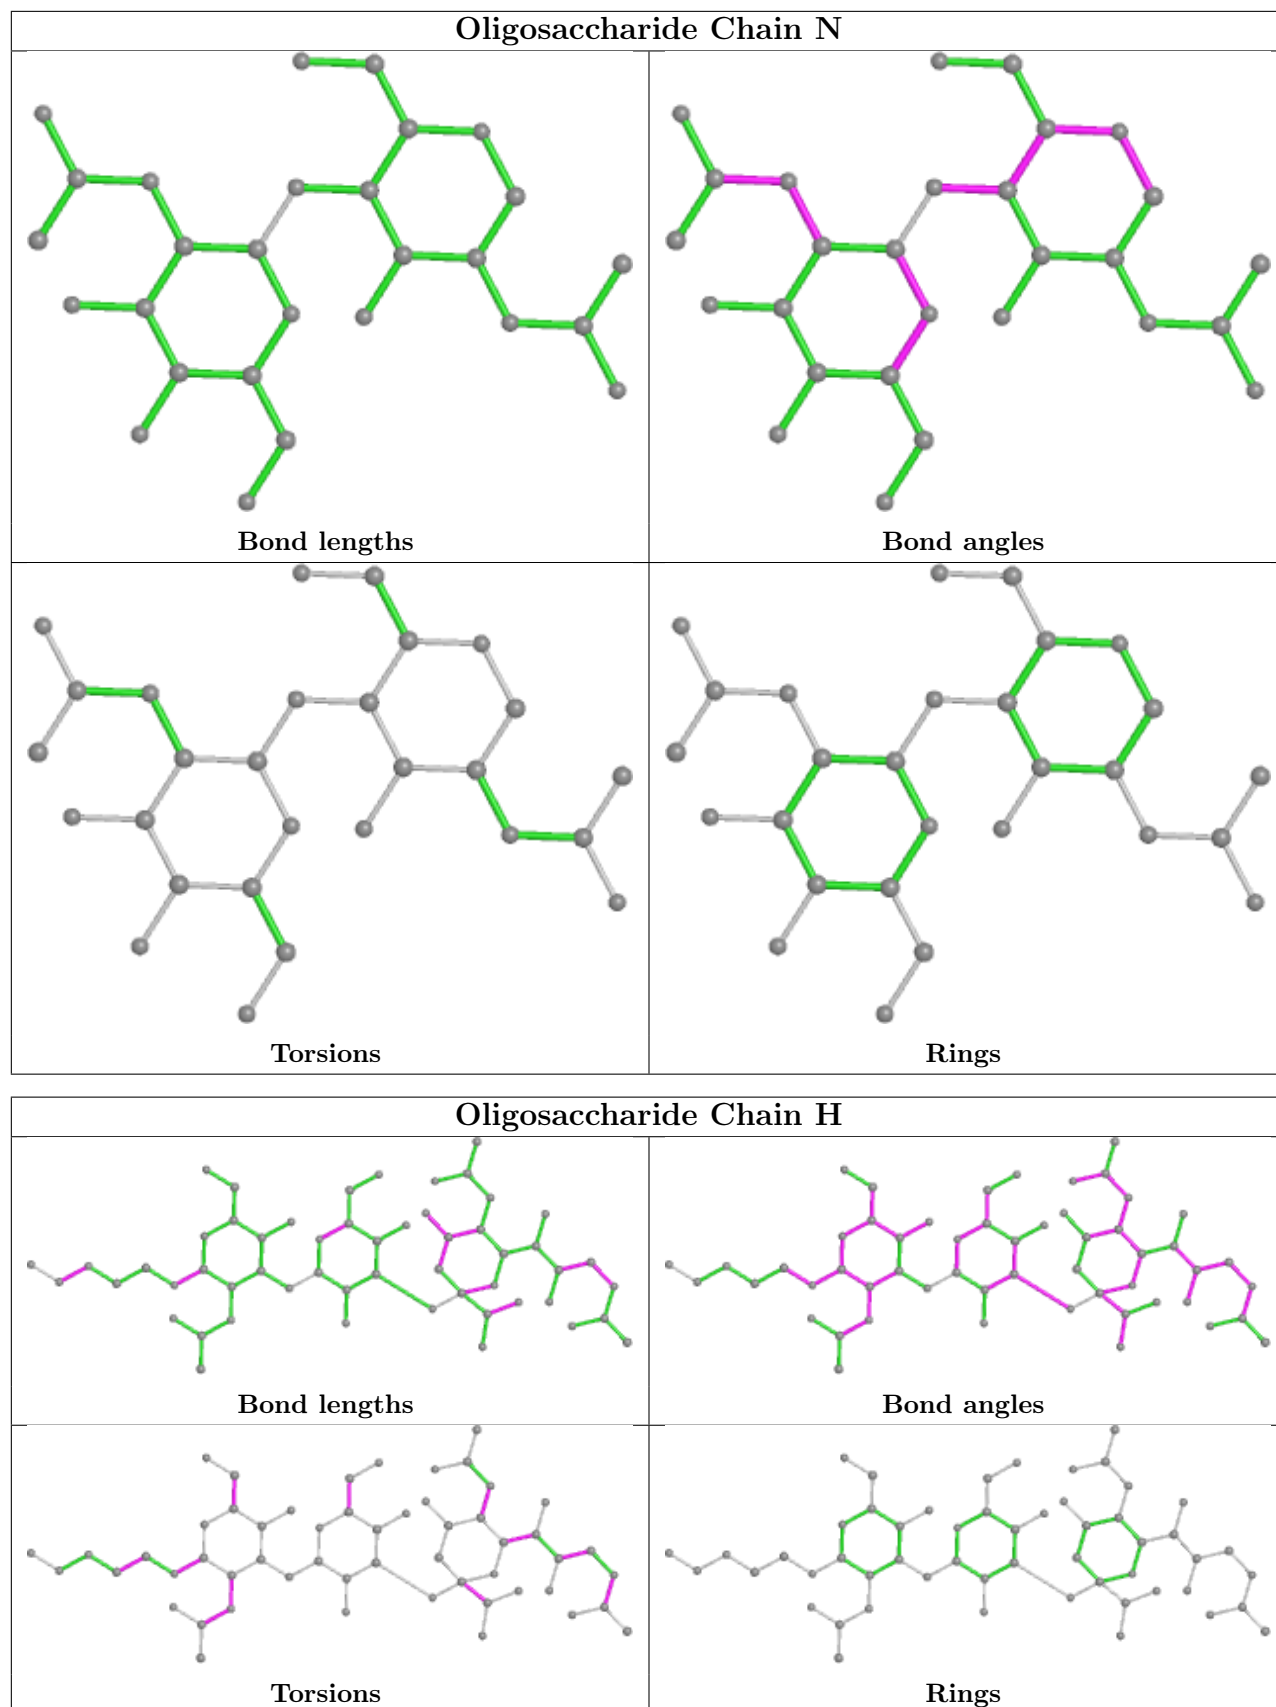 Oligosaccharide Chain N
Bond lengths
Bond angles
Torsions
Rings
Oligosaccharide Chain H
Bond lengths
Bond angles
Torsions
Rings